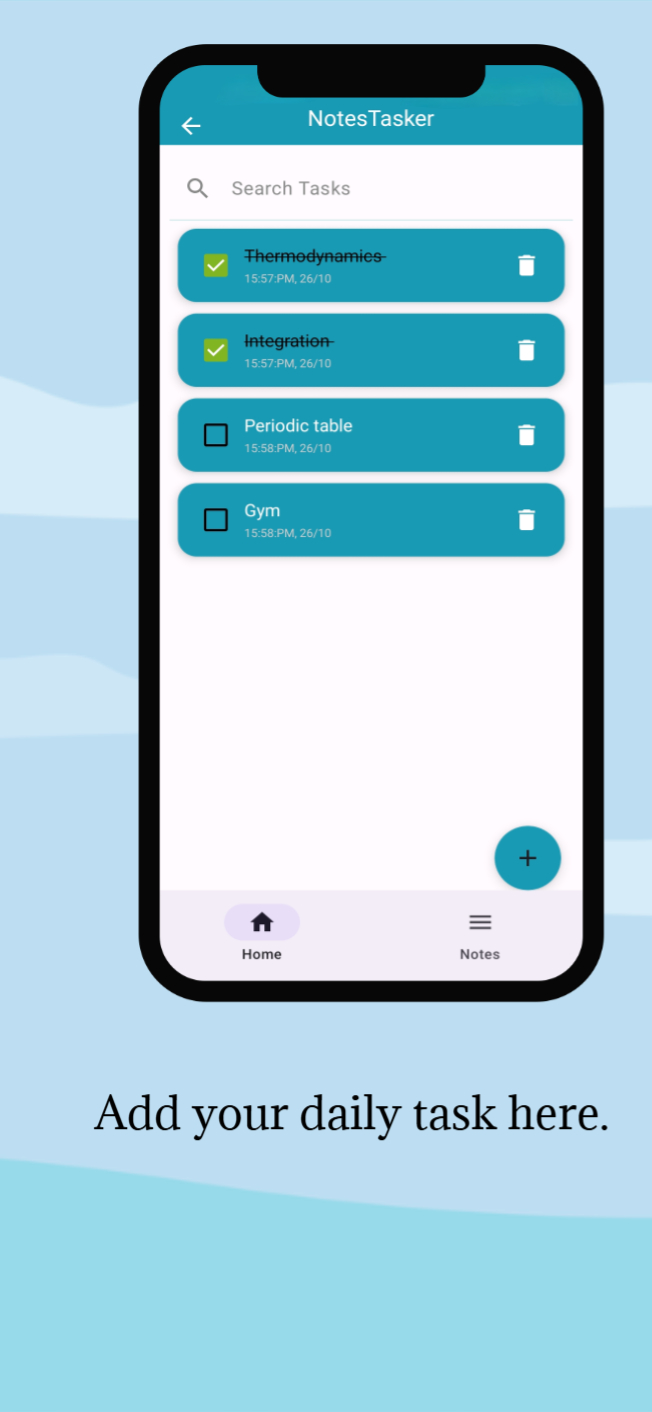 NotesTasker
Search Tasks
Thermodynamics
15:57:PM, 26/10
Integration
15:57:PM, 26/10
Periodic table
15:58:PM, 26/10
Gym
15:58:PM, 26/10
Home
Notes
Add your daily task here.